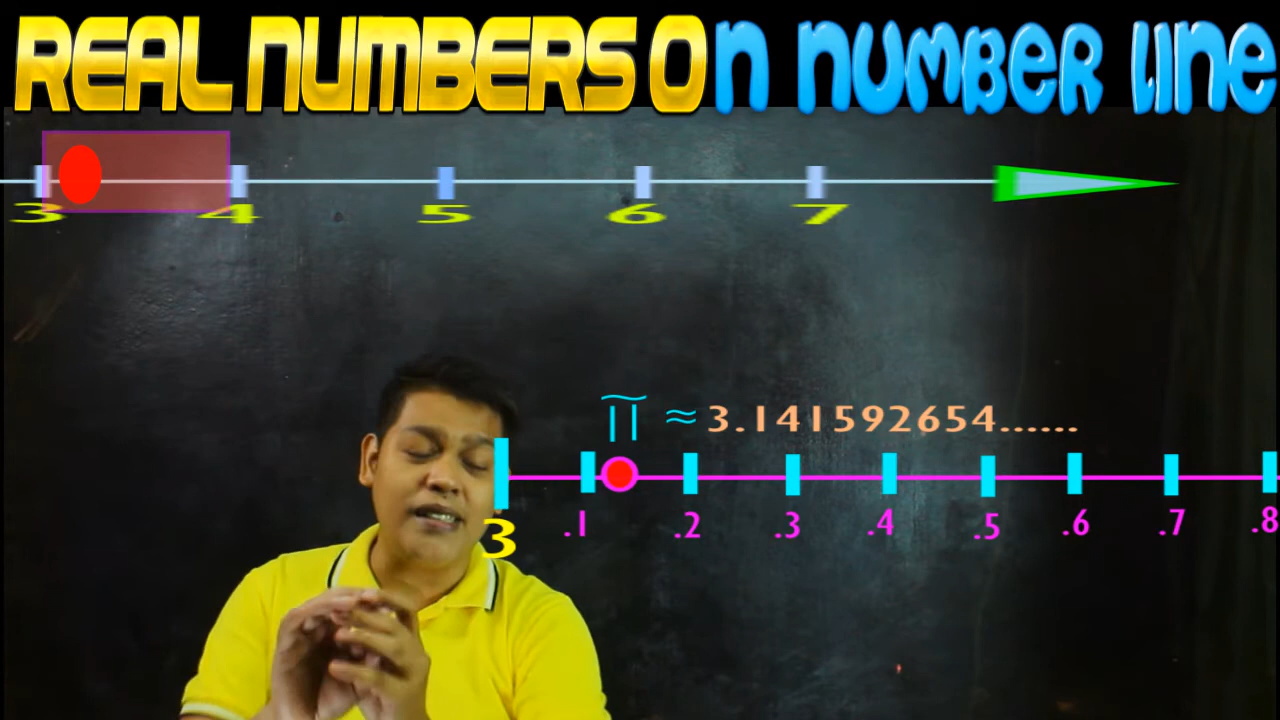 REAL NUMBERS On number line
3 4 5 6 7
π ≈ 3.141592654......
3 .1 .2 .3 .4 .5 .6 .7 .8